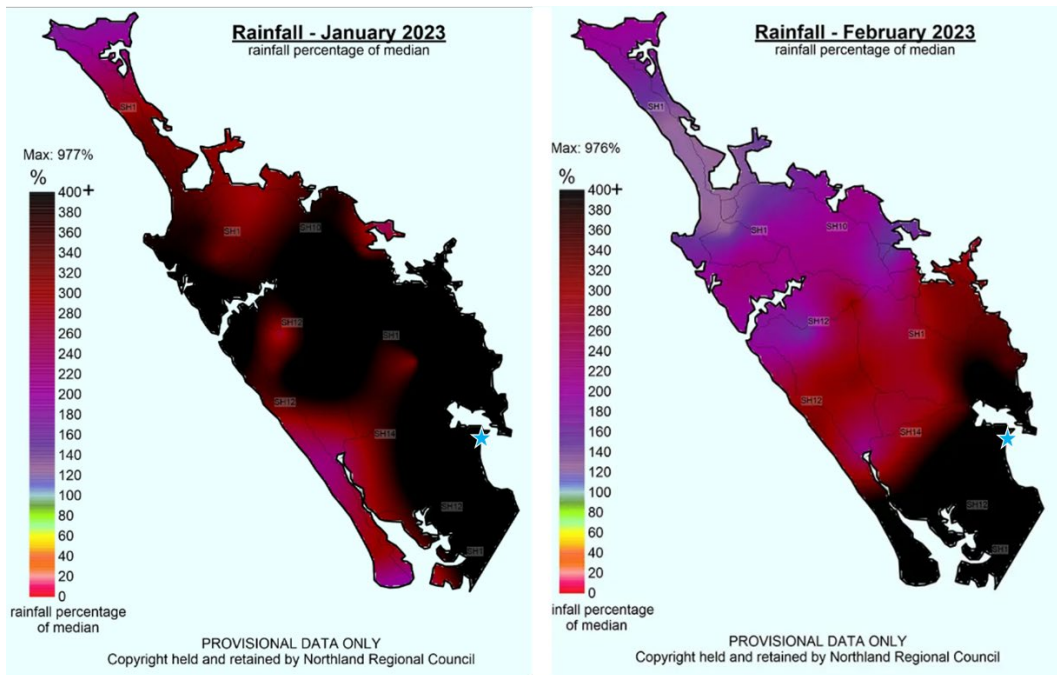 Rainfall - January 2023
rainfall percentage of median
SH1
Max: 977%
%
400+
380
360
340
320
300
280
260
240
220
200
180
160
140
120
100
80
60
40
20
0
rainfall percentage
of median
SH1
SH10
SH12
SH1
SH12
SH14
SH12
SH1
PROVISIONAL DATA ONLY
Copyright held and retained by Northland Regional Council
Rainfall - February 2023
rainfall percentage of median
SH1
Max: 976%
%
400+
380
360
340
320
300
280
260
240
220
200
180
160
140
120
100
80
60
40
20
0
infall percentage
of median
SH1
SH10
SH12
SH1
SH12
SH14
SH12
SH1
PROVISIONAL DATA ONLY
Copyright held and retained by Northland Regional Council